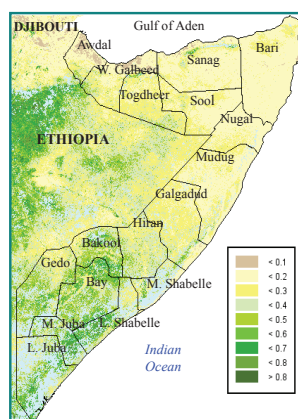 DJIBOUTI
Gulf of Aden
Awdal
Bari
Sanag
W. Galbeed
Togdheer
Sool
Nugal
ETHIOPIA
Mudug
Galgadud
Hiran
Bakool
Gedo
Bay
M. Shabelle
M. Juba
L. Shabelle
L. Juba
Indian
Ocean
< 0.1
< 0.2
< 0.3
< 0.4
< 0.5
< 0.6
< 0.7
< 0.8
> 0.8